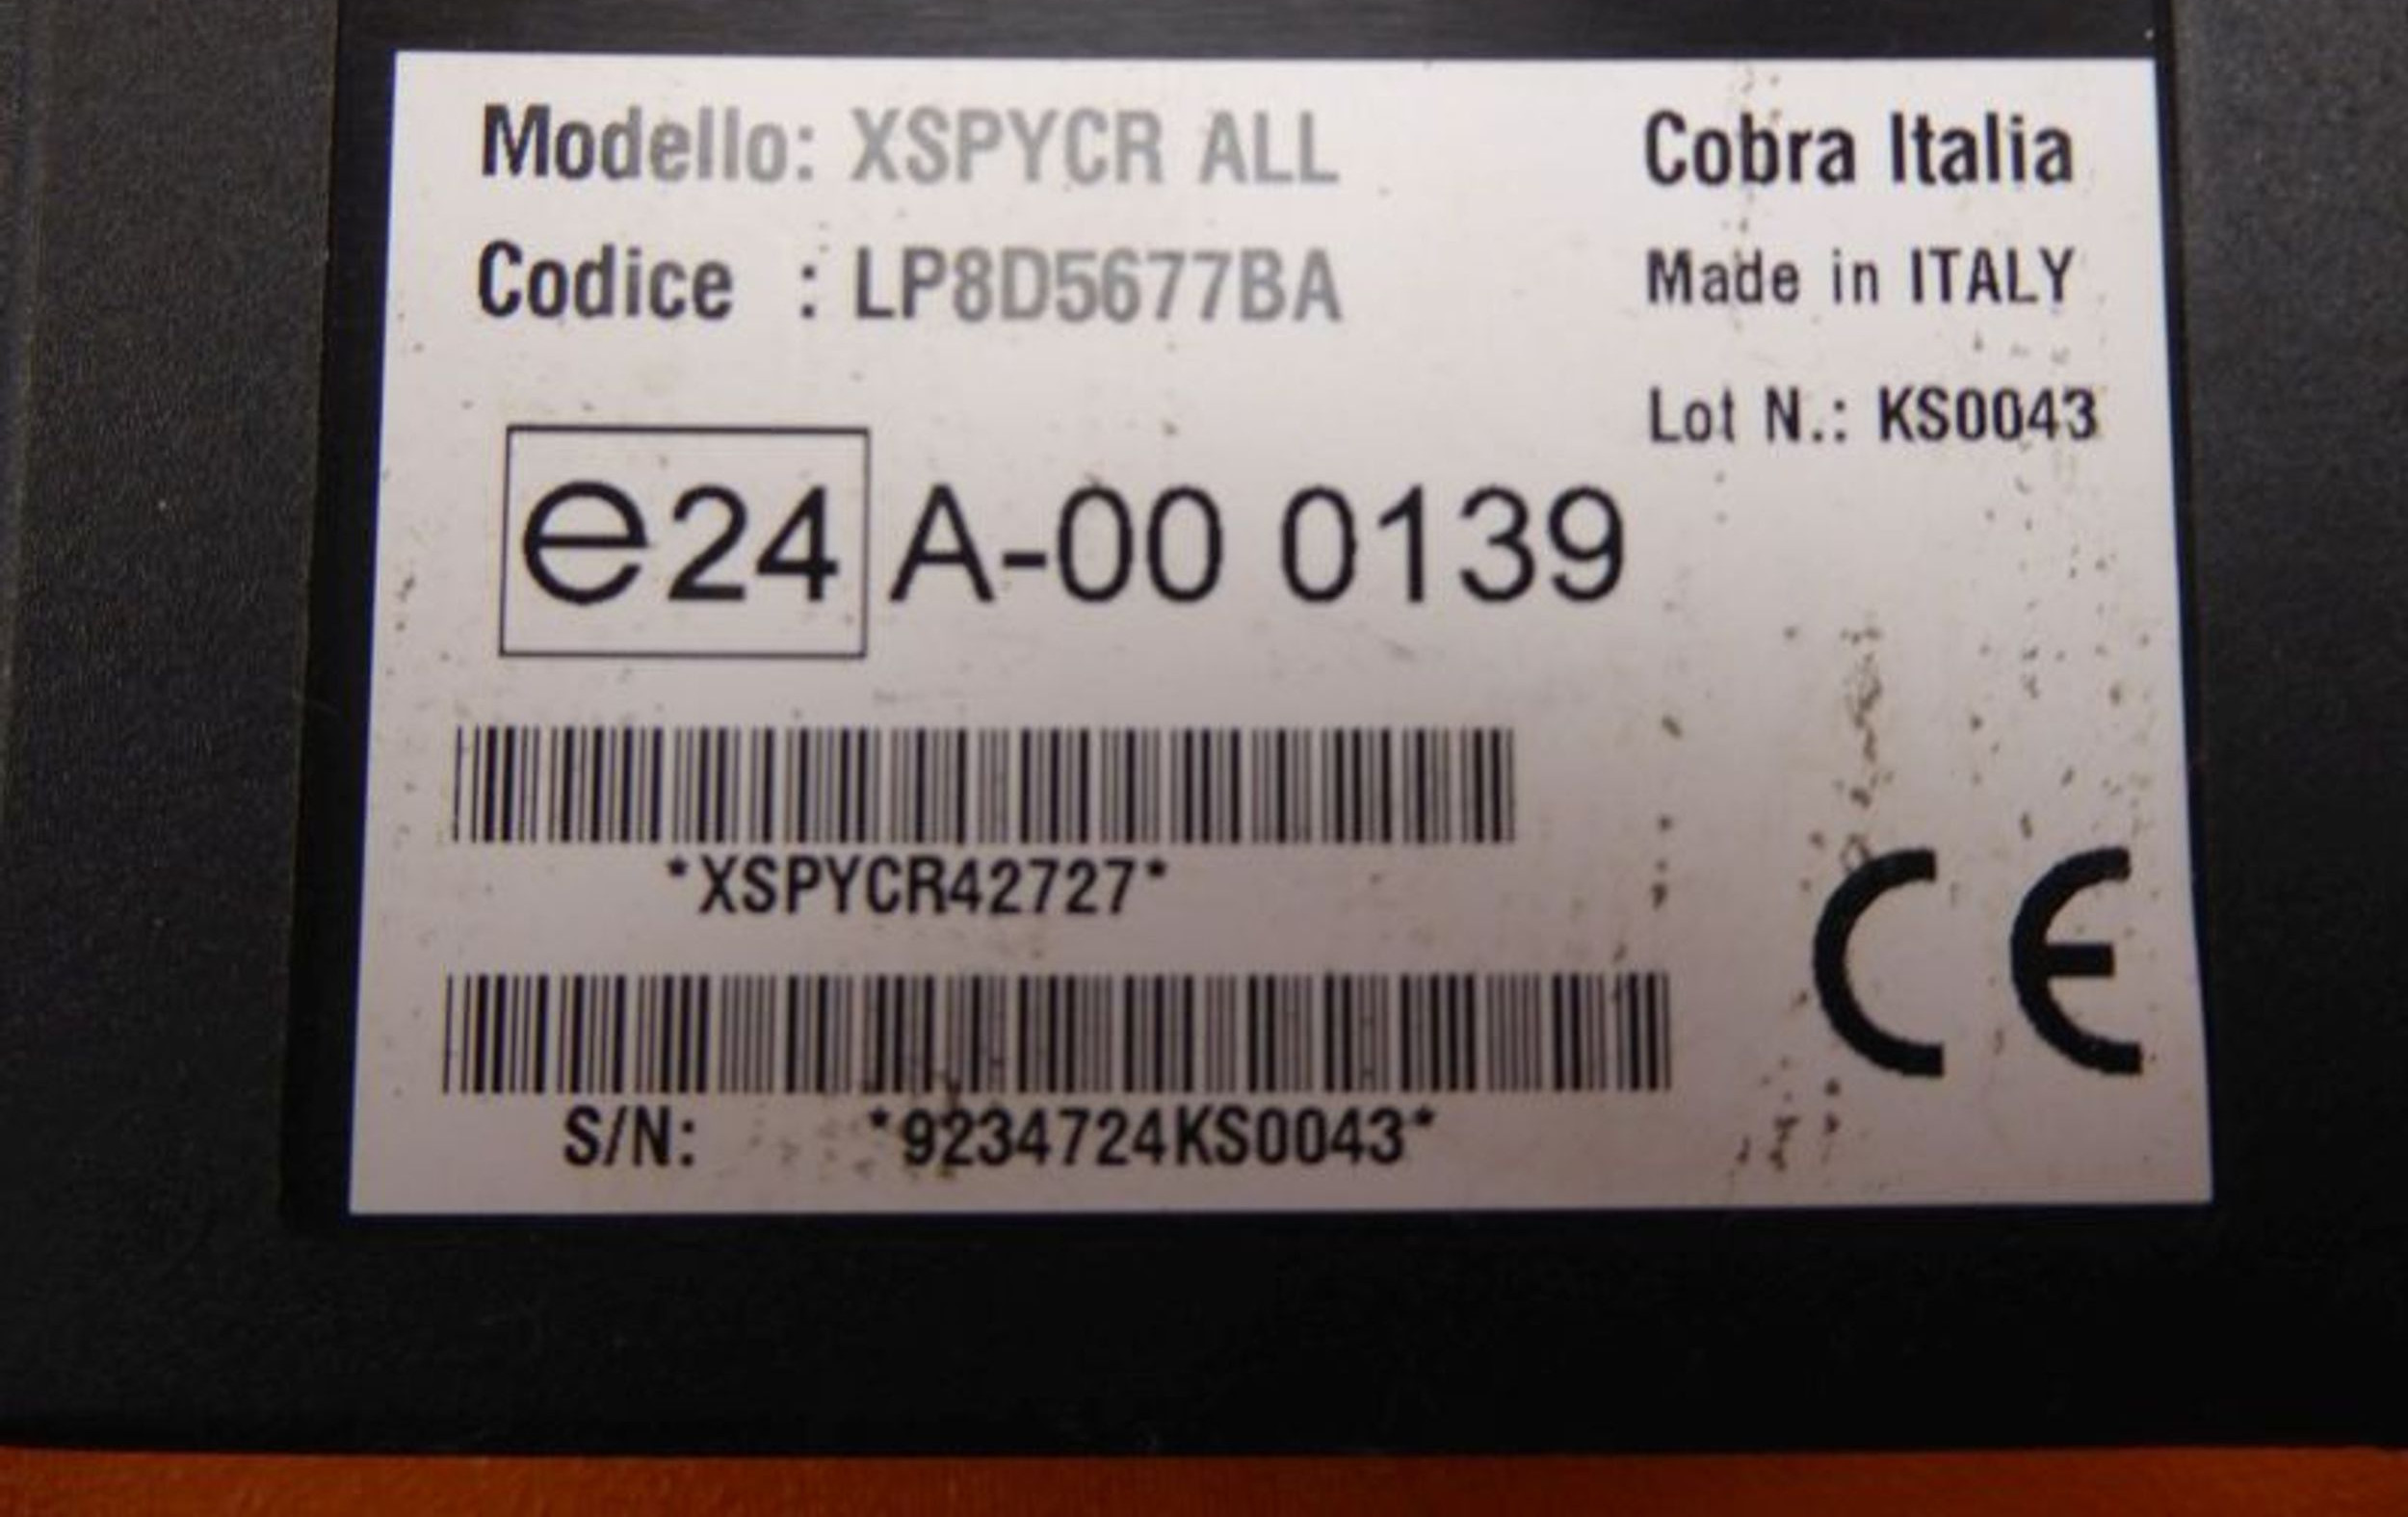 Modello: XSPYCR ALL
Codice : LP8D5677BA
Cobra Italia
Made in ITALY
Lot N.: KS0043
e24 A-00 0139
*XSPYCR42727*
S/N: *9234724KS0043*
CE